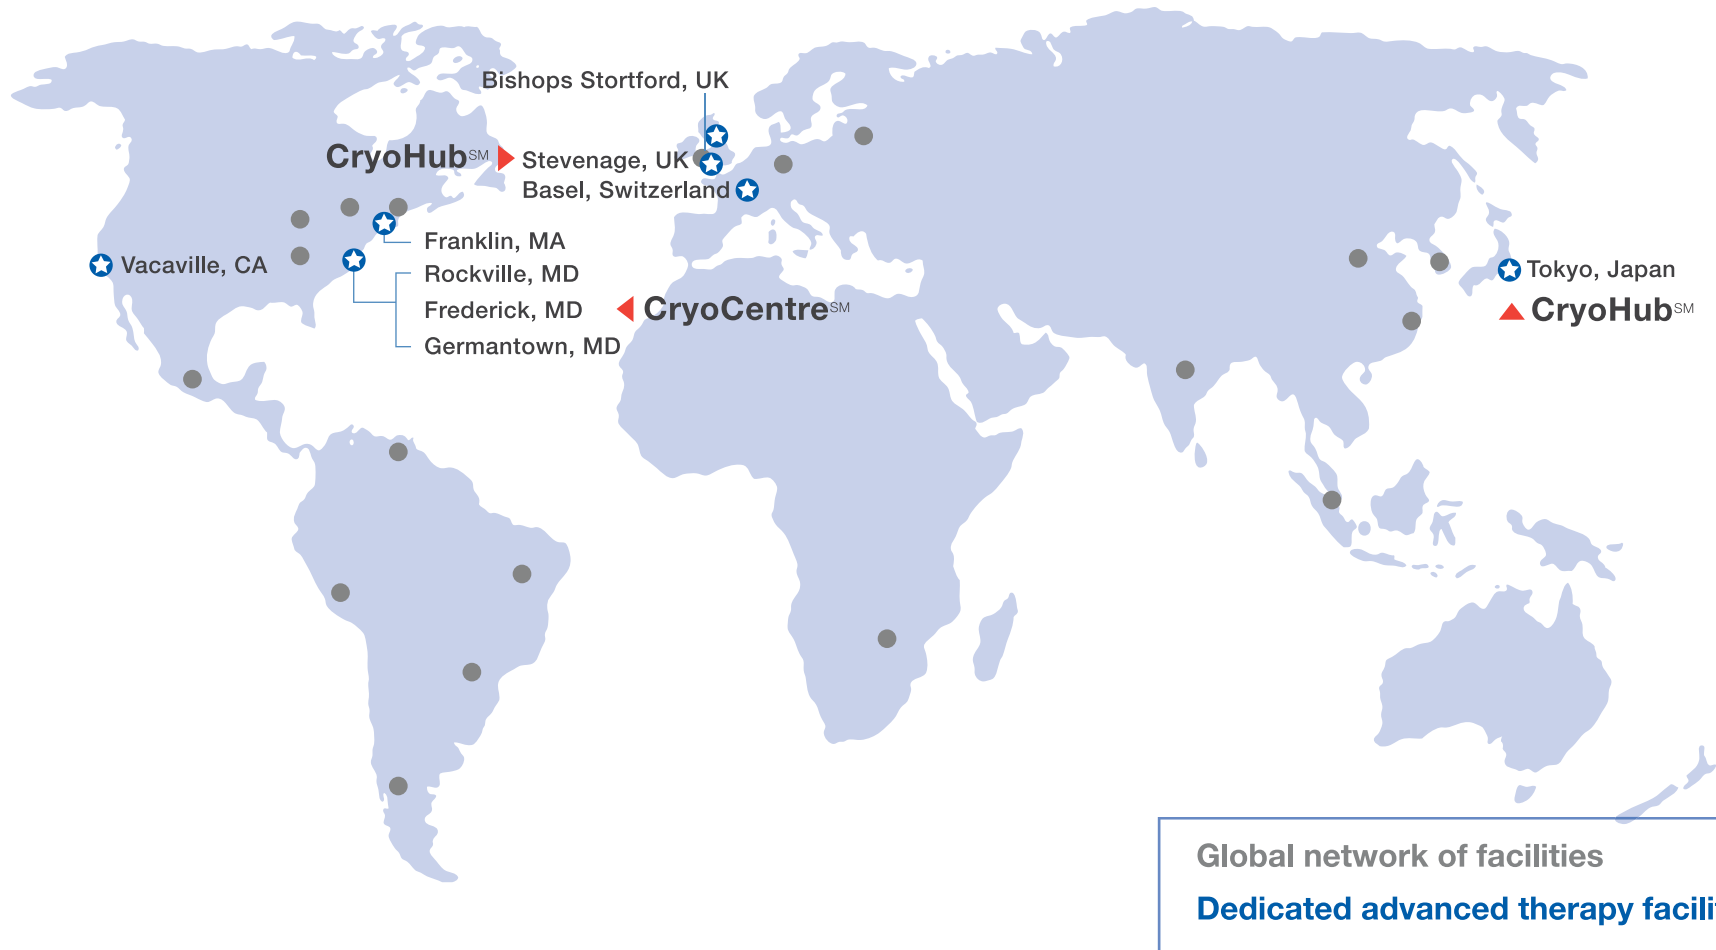 Bishops Stortford, UK
CryoHub℠
Stevenage, UK
Basel, Switzerland
Franklin, MA
Vacaville, CA
Rockville, MD
Frederick, MD
CryoCentre℠
Germantown, MD
Tokyo, Japan
CryoHub℠
Global network of facilities
Dedicated advanced therapy facilit